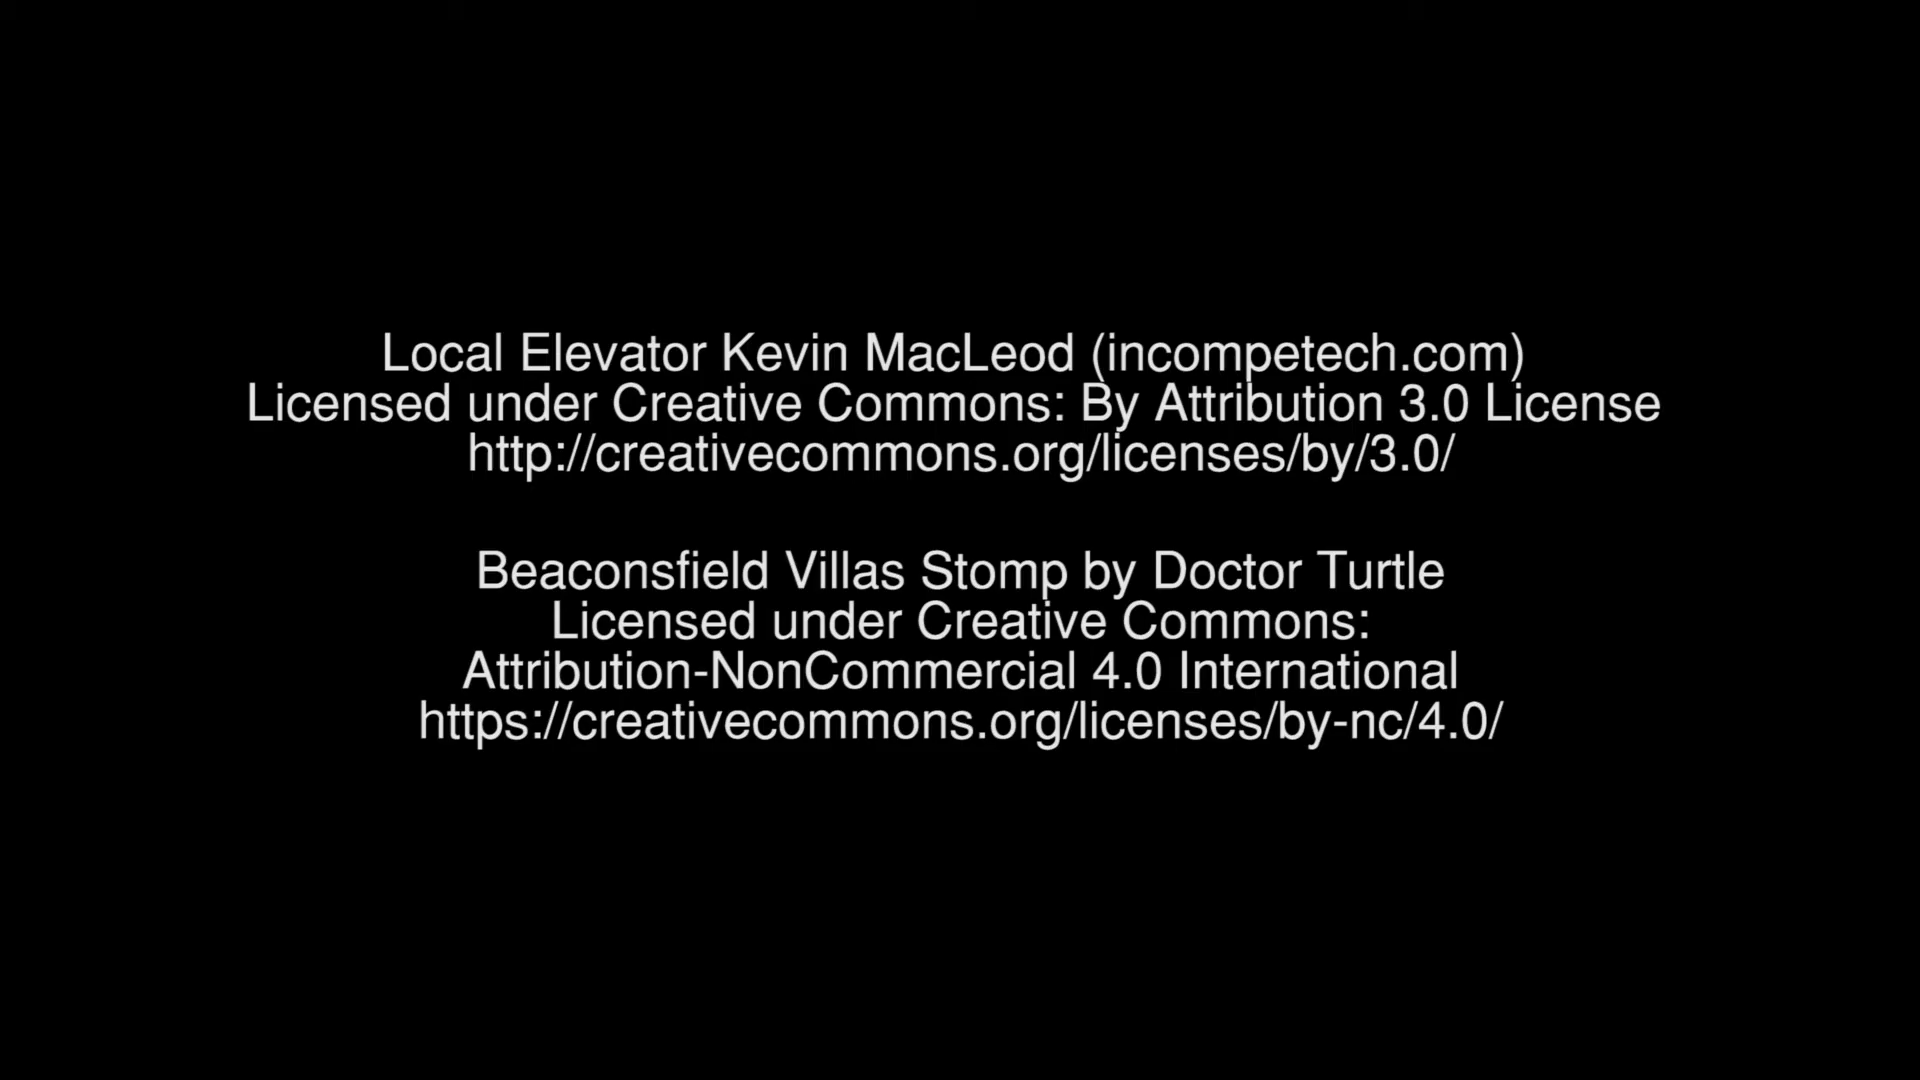 Local Elevator Kevin MacLeod (incompetech.com)
Licensed under Creative Commons: By Attribution 3.0 License
http://creativecommons.org/licenses/by/3.0/
Beaconsfield Villas Stomp by Doctor Turtle
Licensed under Creative Commons:
Attribution-NonCommercial 4.0 International
https://creativecommons.org/licenses/by-nc/4.0/